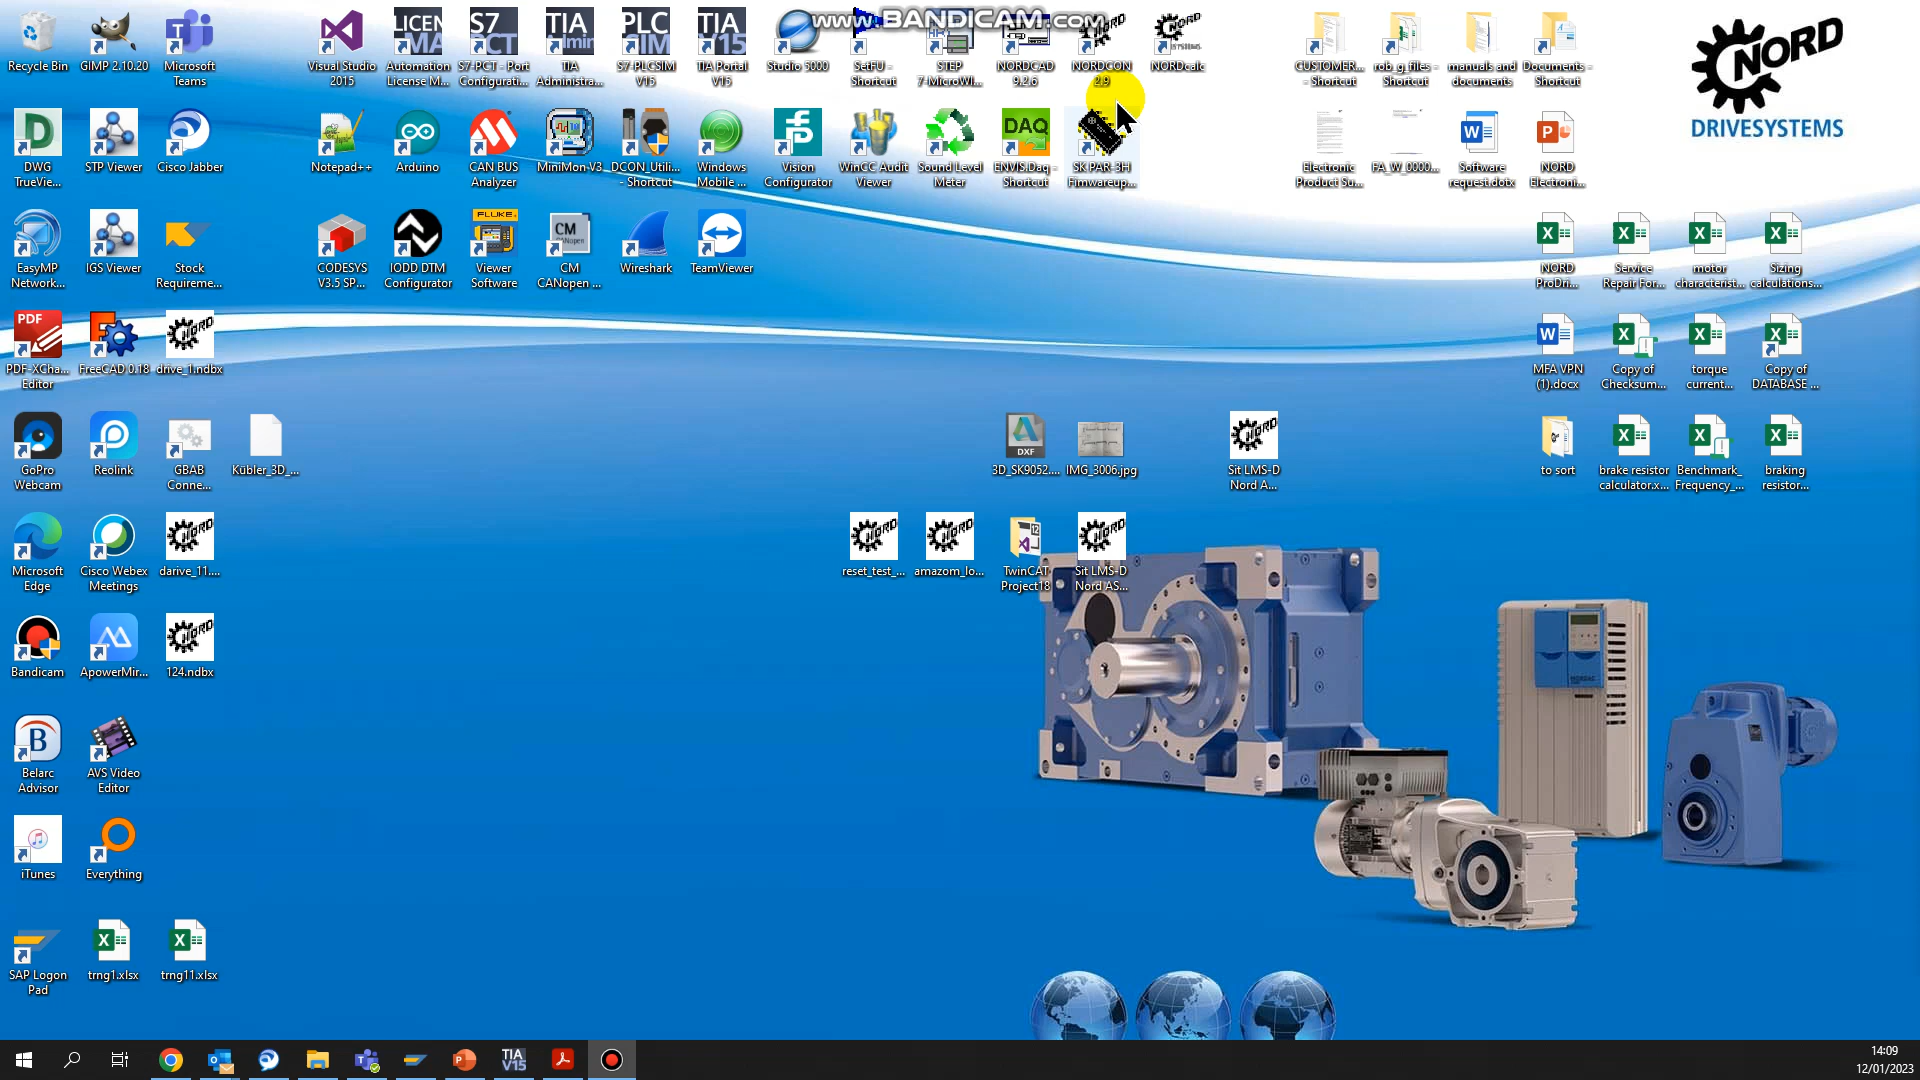 www.BANDICAM.com
Recycle Bin
GIMP 2.10.20
Microsoft
Teams
Visual Studio
2015
Automation
License M...
S7-PCT - Port
Configurati...
TIA
Administra...
S7-PLCSIM
V15
TIA Portal
V15
Studio 5000
SetFU -
Shortcut
STEP
7-MicroWI...
NORDCAD
9.2.6
NORDCON
2.9
NORDcalc
CUSTOMER...
- Shortcut
rob_g_files -
Shortcut
manuals and
documents
Documents -
Shortcut
NORD
DRIVESYSTEMS
DWG
TrueVie...
STP Viewer
Cisco Jabber
Notepad++
Arduino
CAN BUS
Analyzer
MiniMon-V3
DCON_Utili...
- Shortcut
Windows
Mobile ...
Vision
Configurator
WinCC Audit
Viewer
Sound Level
Meter
ENVIS.Daq -
Shortcut
SK PAR-3H
Firmwareup...
Electronic
Product Su...
FA_W_0000...
Software
request.dotx
NORD
Electroni...
EasyMP
Network...
IGS Viewer
Stock
Requireme...
CODESYS
V3.5 SP...
IODD DTM
Configurator
Viewer
Software
CM
CANopen ...
Wireshark
TeamViewer
NORD
ProDri...
Service
Repair For...
motor
characterist...
Sizing
calculations...
PDF-XCha...
Editor
FreeCAD 0.18
drive_1.ndbx
MFA VPN
(1).docx
Copy of
Checksum...
torque
current...
Copy of
DATABASE ...
GoPro
Webcam
Reolink
GBAB
Conne...
Kübler_3D_...
3D_SK9052....
IMG_3006.jpg
Sit LMS-D
Nord A...
to sort
brake resistor
calculator.x...
Benchmark_
Frequency_...
braking
resistor...
Microsoft
Edge
Cisco Webex
Meetings
darive_11....
reset_test_...
amazom_lo...
TwinCAT
Project18
Sit LMS-D
Nord AS...
Bandicam
ApowerMir...
124.ndbx
Belarc
Advisor
AVS Video
Editor
iTunes
Everything
SAP Logon
Pad
trng1.xlsx
trng11.xlsx
14:09
12/01/2023